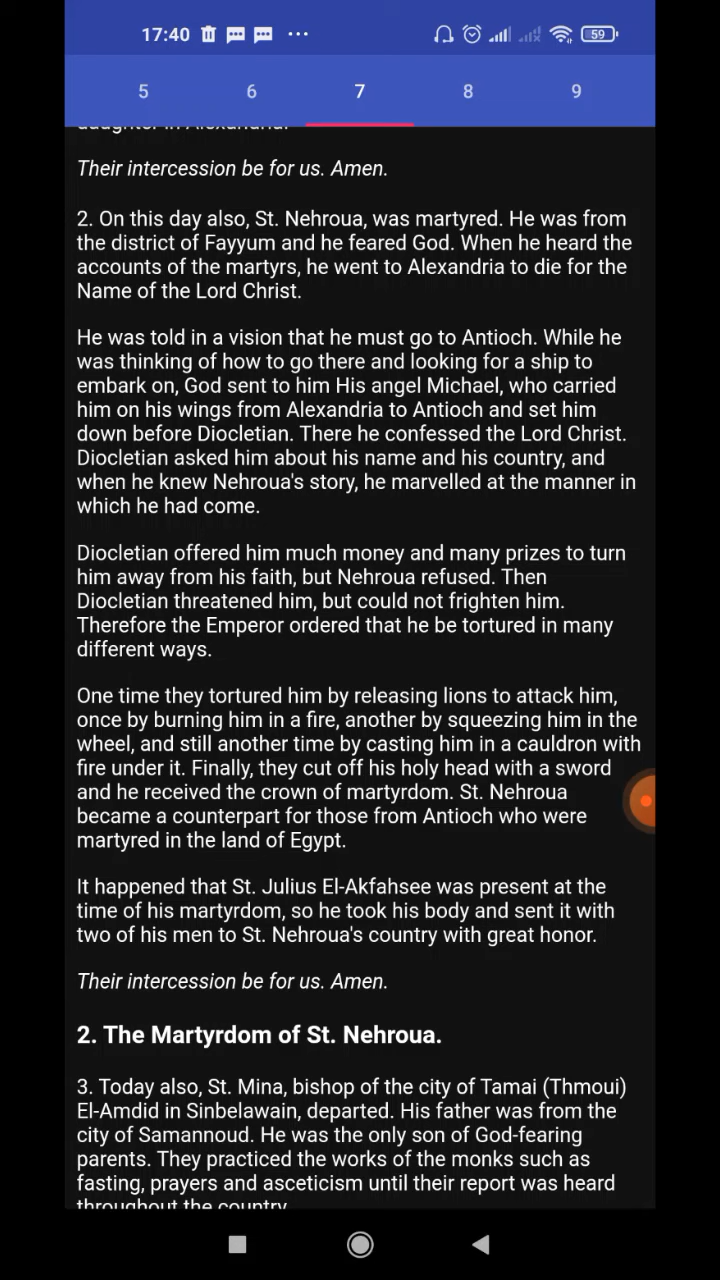 17:40
59
5 6 7 8 9
daughter in Alexandria.
Their intercession be for us. Amen.
2. On this day also, St. Nehroua, was martyred. He was from
the district of Fayyum and he feared God. When he heard the
accounts of the martyrs, he went to Alexandria to die for the
Name of the Lord Christ.
He was told in a vision that he must go to Antioch. While he
was thinking of how to go there and looking for a ship to
embark on, God sent to him His angel Michael, who carried
him on his wings from Alexandria to Antioch and set him
down before Diocletian. There he confessed the Lord Christ.
Diocletian asked him about his name and his country, and
when he knew Nehroua's story, he marvelled at the manner in
which he had come.
Diocletian offered him much money and many prizes to turn
him away from his faith, but Nehroua refused. Then
Diocletian threatened him, but could not frighten him.
Therefore the Emperor ordered that he be tortured in many
different ways.
One time they tortured him by releasing lions to attack him,
once by burning him in a fire, another by squeezing him in the
wheel, and still another time by casting him in a cauldron with
fire under it. Finally, they cut off his holy head with a sword
and he received the crown of martyrdom. St. Nehroua
became a counterpart for those from Antioch who were
martyred in the land of Egypt.
It happened that St. Julius El-Akfahsee was present at the
time of his martyrdom, so he took his body and sent it with
two of his men to St. Nehroua's country with great honor.
Their intercession be for us. Amen.
2. The Martyrdom of St. Nehroua.
3. Today also, St. Mina, bishop of the city of Tamai (Thmoui)
El-Amdid in Sinbelawain, departed. His father was from the
city of Samannoud. He was the only son of God-fearing
parents. They practiced the works of the monks such as
fasting, prayers and asceticism until their report was heard
throughout the country